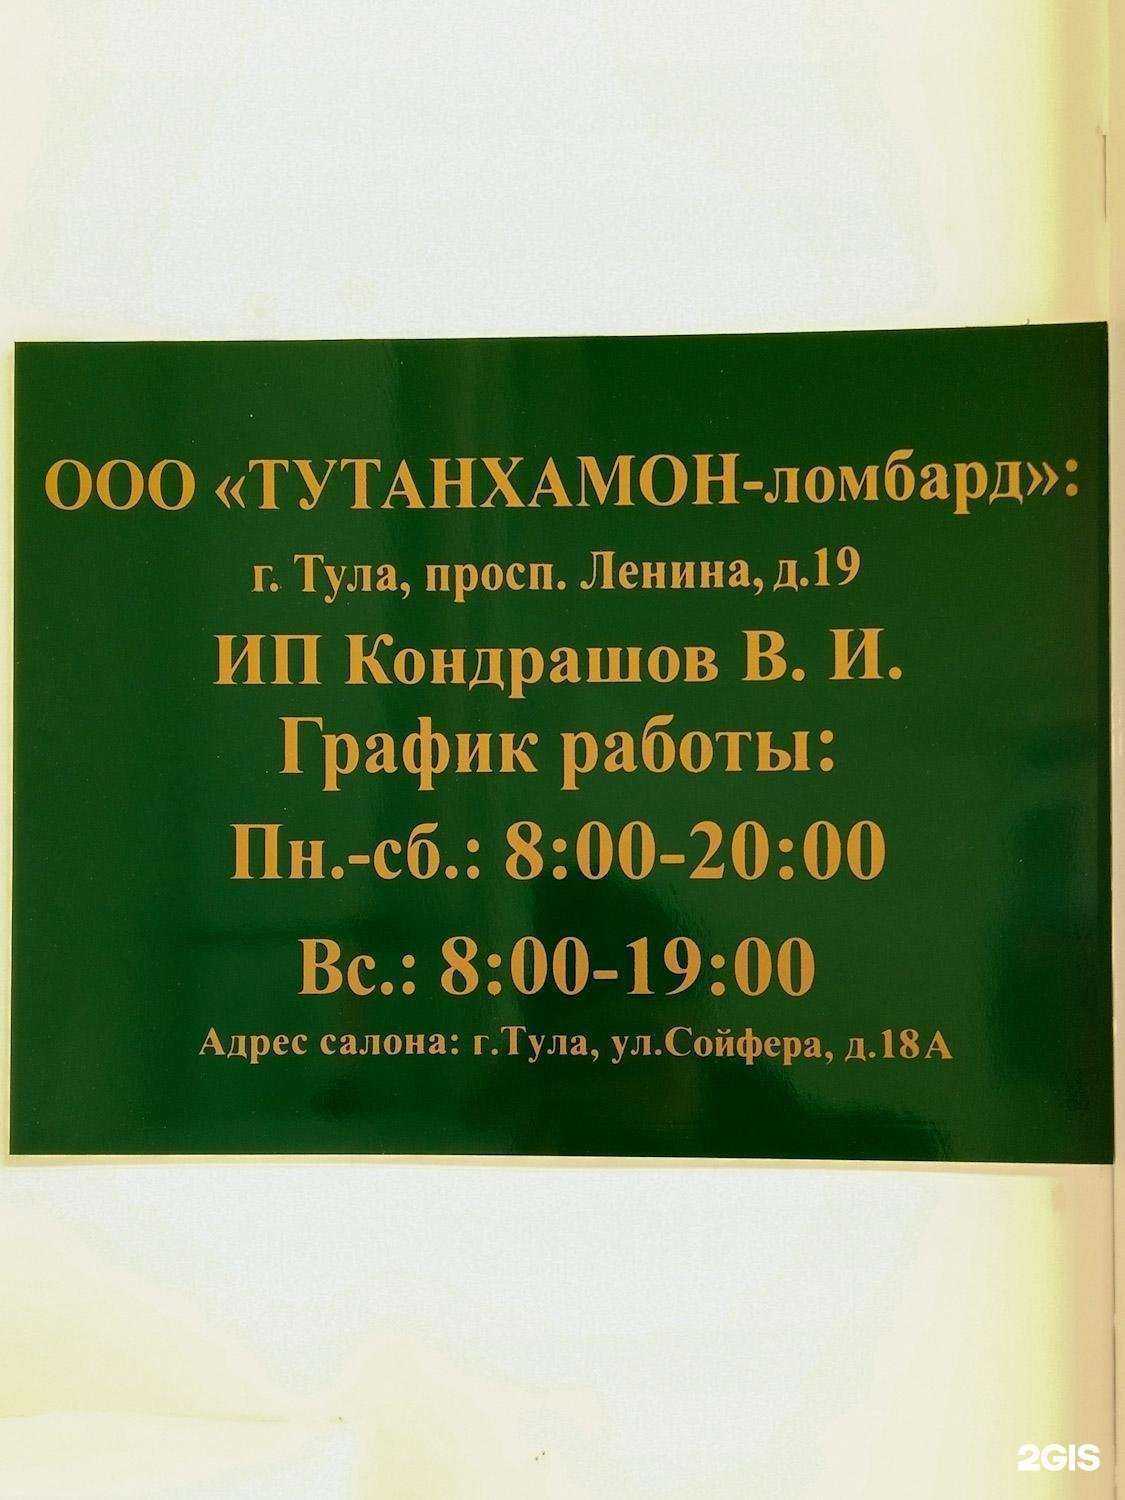 ООО «ТУТАНХАМОН-ломбард»:
г. Тула, просп. Ленина, д.19
ИП Кондрашов В. И.
График работы:
Пн.-сб.: 8:00-20:00
Вс.: 8:00-19:00
Адрес салона: г.Тула, ул.Сойфера, д.18А
2GIS